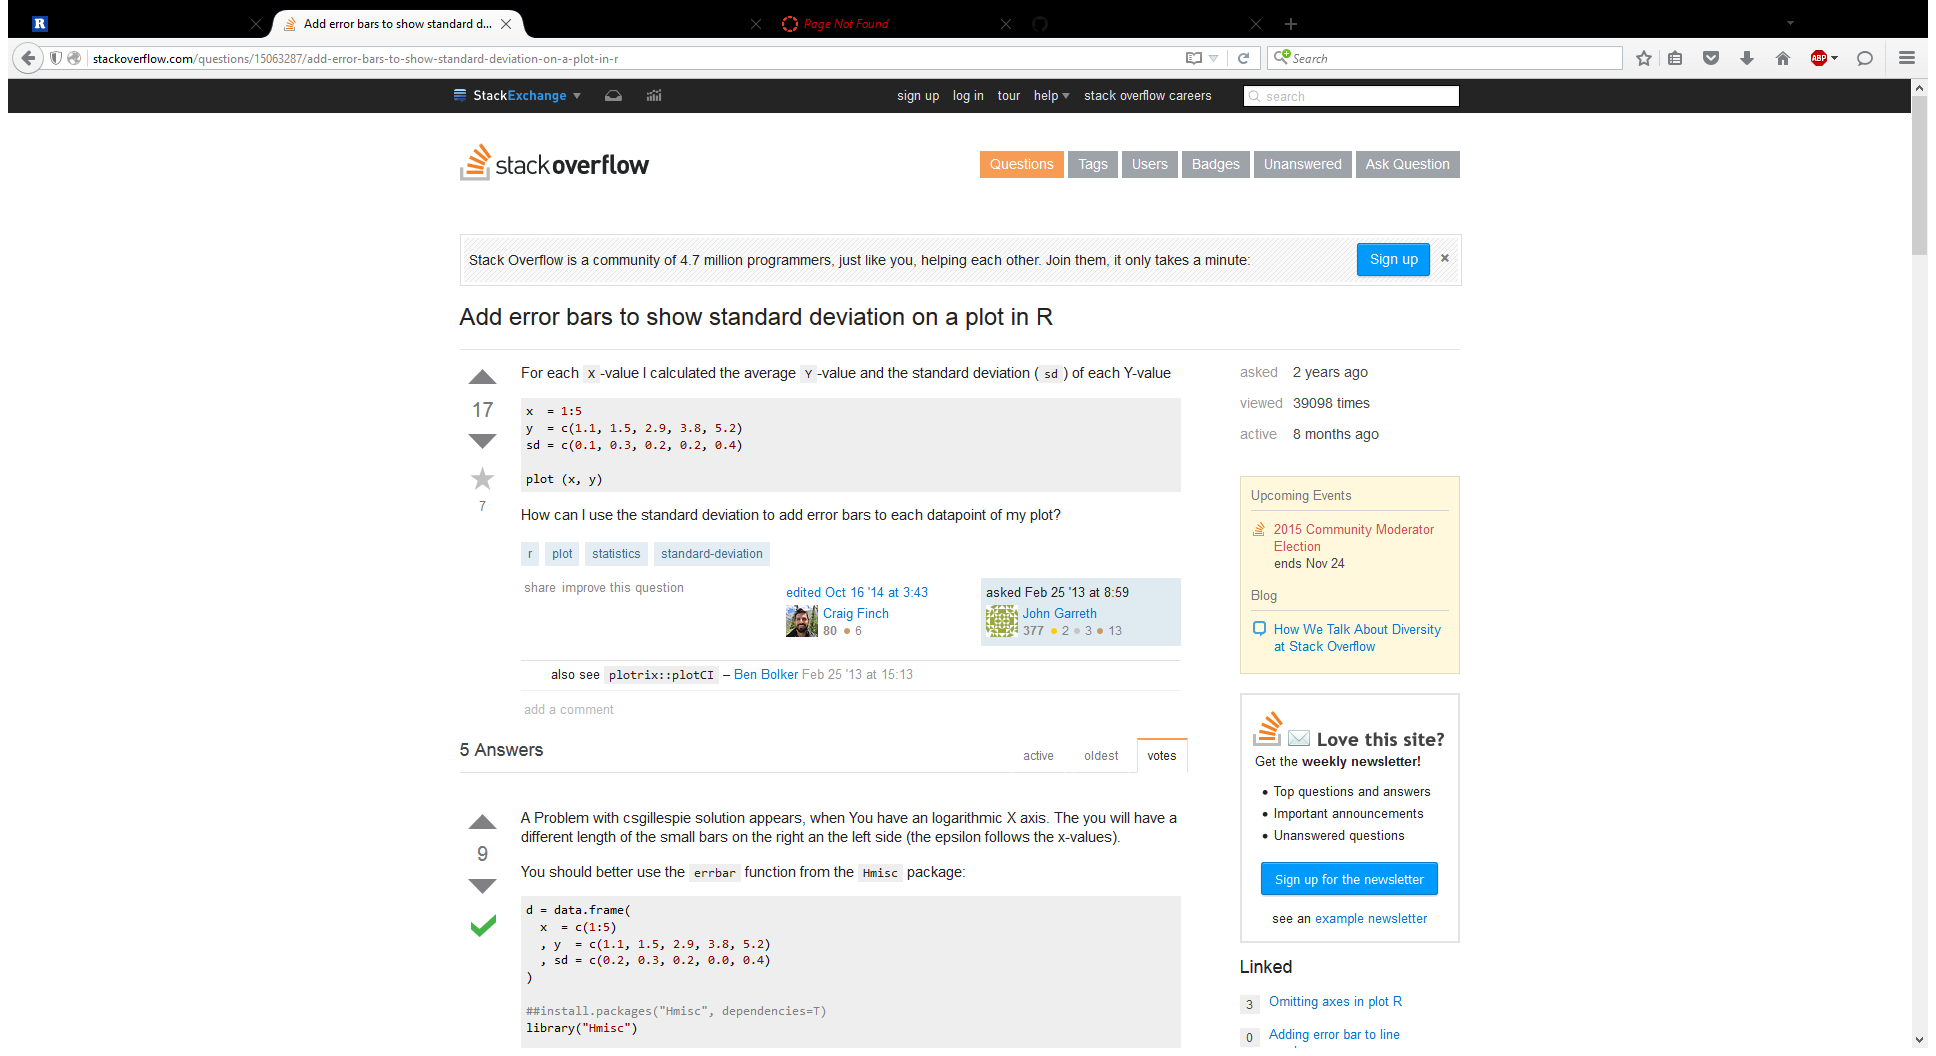 R
Add error bars to show standard d...
Page Not Found
stackoverflow.com/questions/15063287/add-error-bars-to-show-standard-deviation-on-a-plot-in-r
Search
ABP
StackExchange
sign up log in tour help stack overflow careers
search
stackoverflow
Questions Tags Users Badges Unanswered Ask Question
Stack Overflow is a community of 4.7 million programmers, just like you, helping each other. Join them, it only takes a minute:
Sign up
×
Add error bars to show standard deviation on a plot in R
17
7
For each X -value I calculated the average Y -value and the standard deviation ( sd ) of each Y-value
x  = 1:5
y  = c(1.1, 1.5, 2.9, 3.8, 5.2)
sd = c(0.1, 0.3, 0.2, 0.2, 0.4)
plot (x, y)
How can I use the standard deviation to add error bars to each datapoint of my plot?
r plot statistics standard-deviation
share improve this question
edited Oct 16 '14 at 3:43
Craig Finch
80 ● 6
asked Feb 25 '13 at 8:59
John Garreth
377 ● 2 ● 3 ● 13
also see plotrix::plotCI – Ben Bolker Feb 25 '13 at 15:13
add a comment
5 Answers
active oldest votes
9
A Problem with csgillespie solution appears, when You have an logarithmic X axis. The you will have a
different length of the small bars on the right an the left side (the epsilon follows the x-values).
You should better use the errbar function from the Hmisc package:
d = data.frame(
  x  = c(1:5)
  , y  = c(1.1, 1.5, 2.9, 3.8, 5.2)
  , sd = c(0.2, 0.3, 0.2, 0.0, 0.4)
)
##install.packages("Hmisc", dependencies=T)
library("Hmisc")
asked 2 years ago
viewed 39098 times
active 8 months ago
Upcoming Events
2015 Community Moderator
Election
ends Nov 24
Blog
How We Talk About Diversity
at Stack Overflow
Love this site?
Get the weekly newsletter!
• Top questions and answers
• Important announcements
• Unanswered questions
Sign up for the newsletter
see an example newsletter
Linked
3 Omitting axes in plot R
0 Adding error bar to line